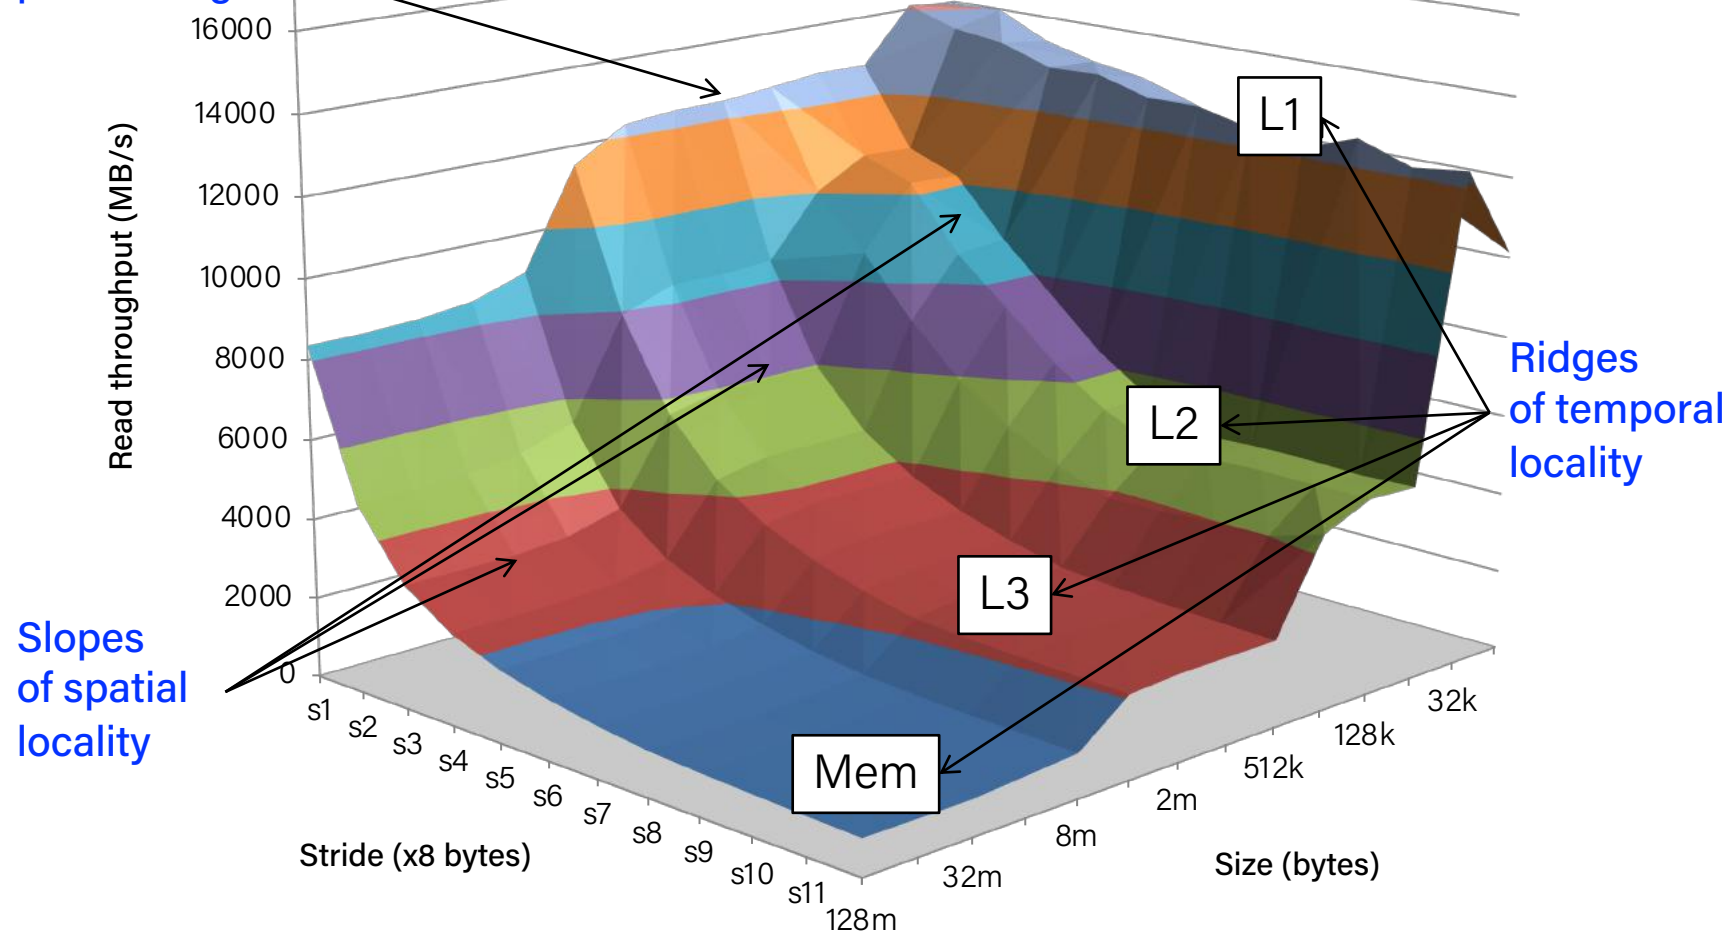 16000
14000
12000
10000
8000
6000
4000
2000
0
Read throughput (MB/s)
L1
L2
L3
Mem
Ridges
of temporal
locality
Slopes
of spatial
locality
s1
s2
s3
s4
s5
s6
s7
s8
s9
s10
s11
Stride (x8 bytes)
128m
32m
8m
2m
512k
128k
32k
Size (bytes)